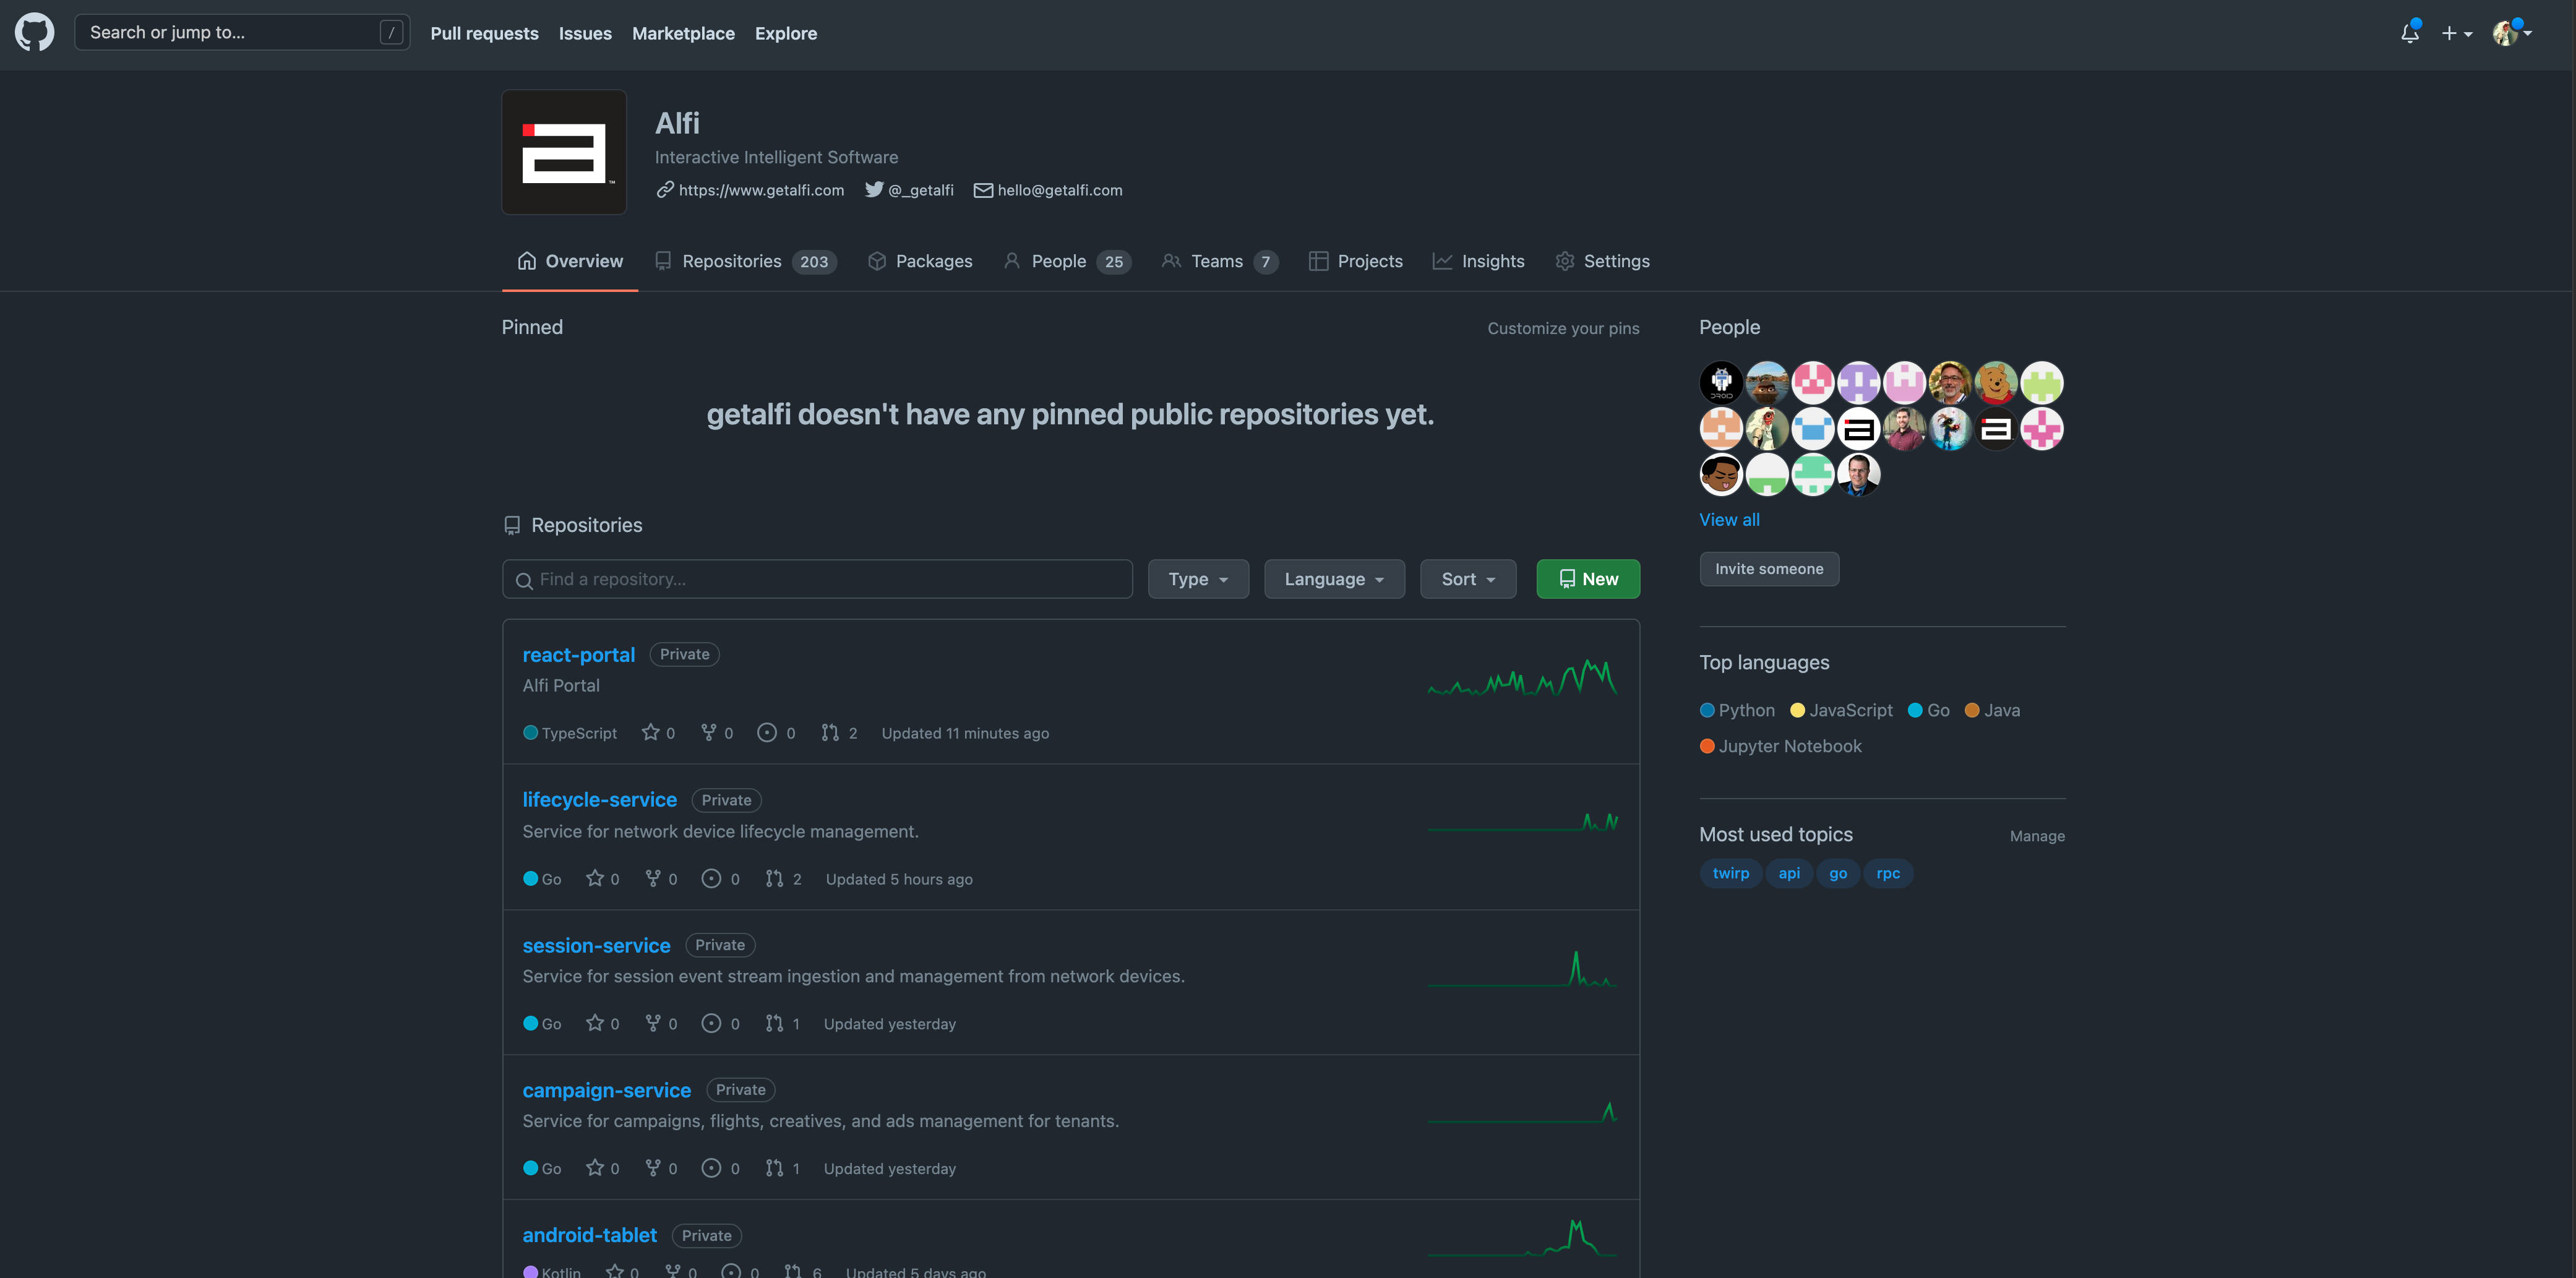 Search or jump to... /
Pull requests Issues Marketplace Explore
Alfi
Interactive Intelligent Software
https://www.getalfi.com @_getalfi hello@getalfi.com
Overview Repositories 203 Packages People 25 Teams 7 Projects Insights Settings
Pinned Customize your pins
getalfi doesn't have any pinned public repositories yet.
Repositories
Find a repository... Type Language Sort New
react-portal Private
Alfi Portal
TypeScript 0 0 0 2 Updated 11 minutes ago
lifecycle-service Private
Service for network device lifecycle management.
Go 0 0 0 2 Updated 5 hours ago
session-service Private
Service for session event stream ingestion and management from network devices.
Go 0 0 0 1 Updated yesterday
campaign-service Private
Service for campaigns, flights, creatives, and ads management for tenants.
Go 0 0 0 1 Updated yesterday
android-tablet Private
Kotlin 0 0 0 6 Updated 5 days ago
People
DROID
View all
Invite someone
Top languages
Python JavaScript Go Java
Jupyter Notebook
Most used topics Manage
twirp api go rpc